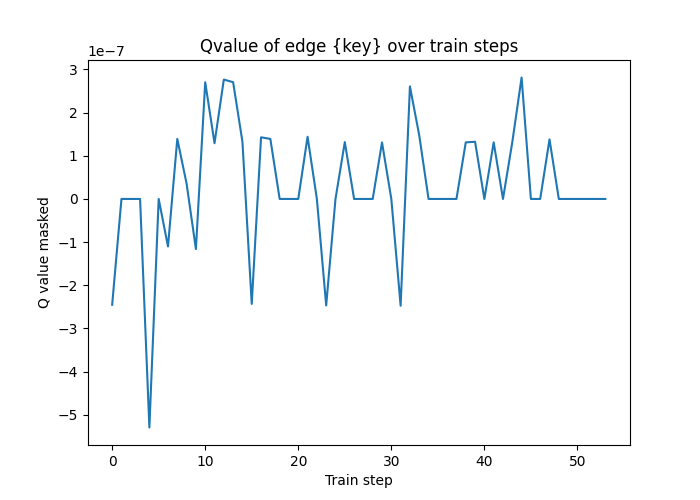 Qvalue of edge {key} over train steps
1e−7
3
2
1
0
−1
−2
−3
−4
−5
Q value masked
0 10 20 30 40 50
Train step